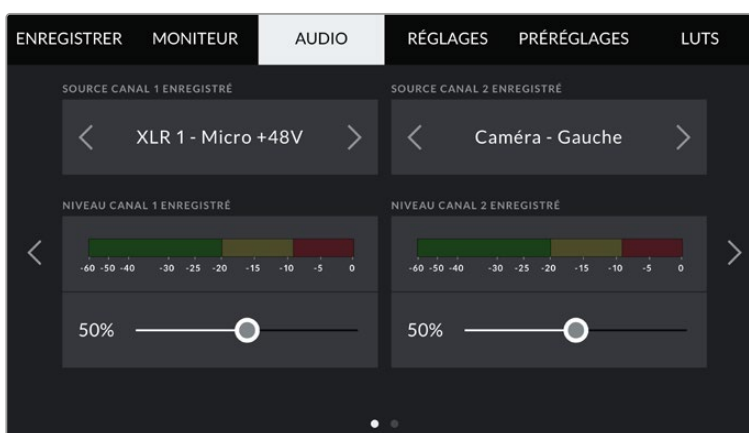 ENREGISTRER MONITEUR AUDIO RÉGLAGES PRÉRÉGLAGES LUTS
SOURCE CANAL 1 ENREGISTRÉ SOURCE CANAL 2 ENREGISTRÉ
XLR 1 - Micro +48V Caméra - Gauche
NIVEAU CANAL 1 ENREGISTRÉ NIVEAU CANAL 2 ENREGISTRÉ
-60 -50 -40 -30 -25 -20 -15 -10 -5 0 -60 -50 -40 -30 -25 -20 -15 -10 -5 0
50% 50%